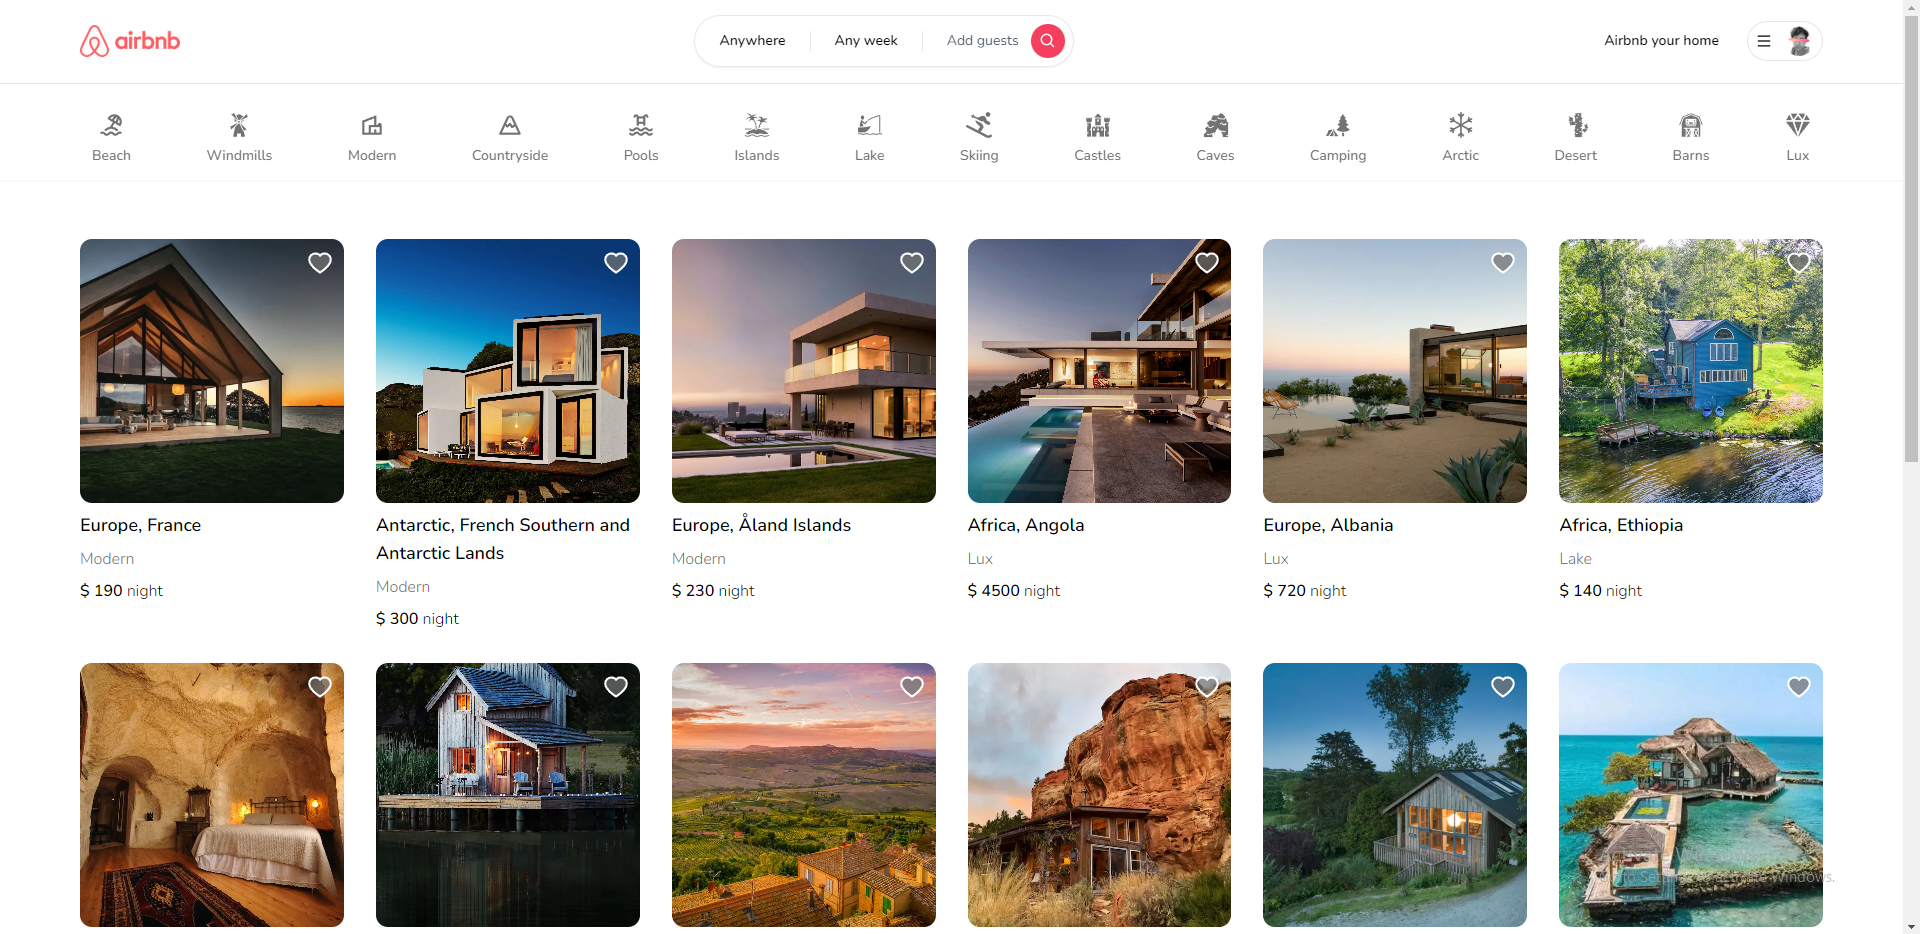 airbnb
Anywhere
Any week
Add guests
Airbnb your home
Beach
Windmills
Modern
Countryside
Pools
Islands
Lake
Skiing
Castles
Caves
Camping
Arctic
Desert
Barns
Lux
Europe, France
Modern
$ 190 night
Antarctic, French Southern and
Antarctic Lands
Modern
$ 300 night
Europe, Åland Islands
Modern
$ 230 night
Africa, Angola
Lux
$ 4500 night
Europe, Albania
Lux
$ 720 night
Africa, Ethiopia
Lake
$ 140 night
Windows.